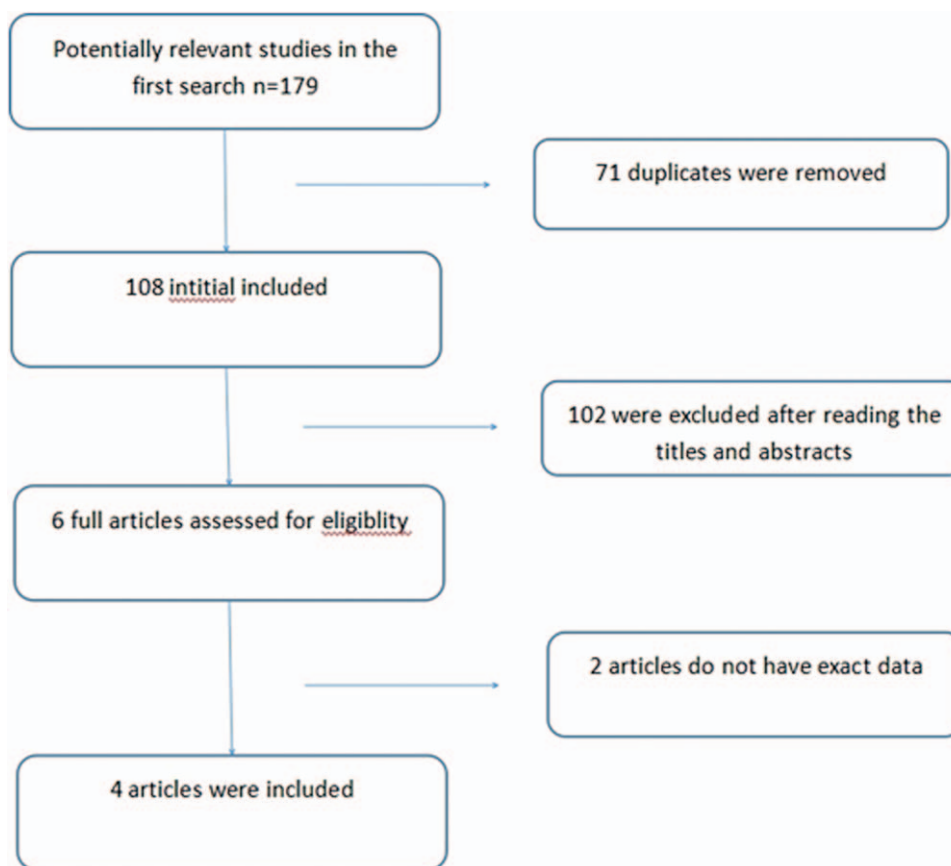 Potentially relevant studies in the
first search n=179
71 duplicates were removed
108 intitial included
102 were excluded after reading the
titles and abstracts
6 full articles assessed for eligiblity
2 articles do not have exact data
4 articles were included